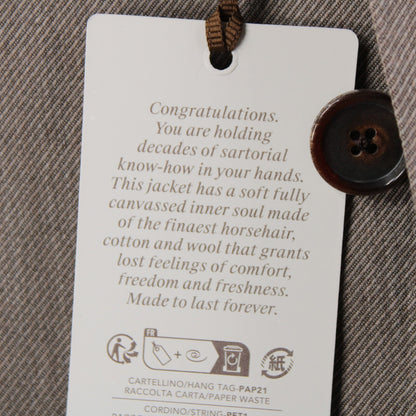 Congratulations.
You are holding
decades of sartorial
know-how in your hands.
This jacket has a soft fully
canvassed inner soul made
of the finaest horsehair,
cotton and wool that grants
lost feelings of comfort,
freedom and freshness.
Made to last forever.
FR
紙
CARTELLINO/HANG TAG-PAP21
RACCOLTA CARTA/PAPER WASTE
CORDINO/STRING-PET1